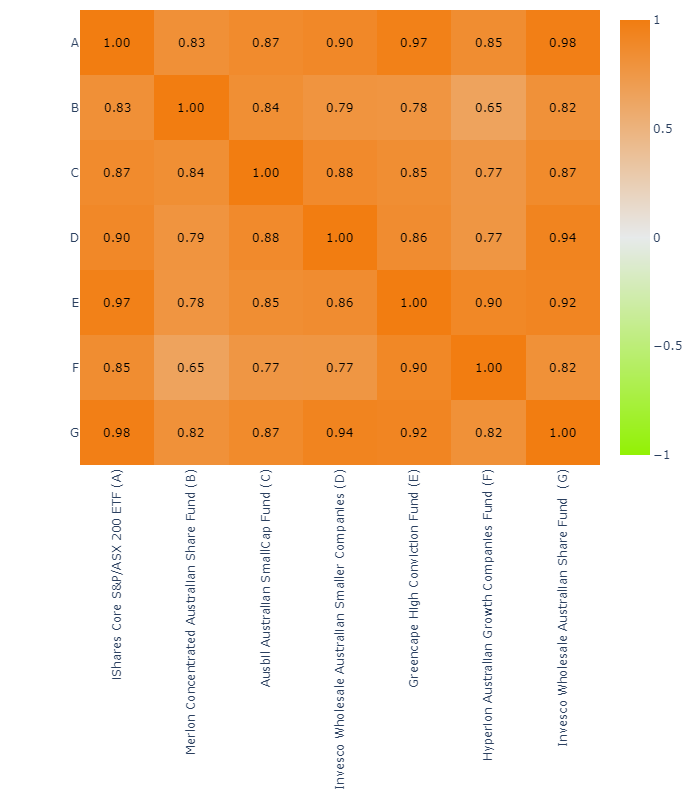 A 1.00 0.83 0.87 0.90 0.97 0.85 0.98
B 0.83 1.00 0.84 0.79 0.78 0.65 0.82
C 0.87 0.84 1.00 0.88 0.85 0.77 0.87
D 0.90 0.79 0.88 1.00 0.86 0.77 0.94
E 0.97 0.78 0.85 0.86 1.00 0.90 0.92
F 0.85 0.65 0.77 0.77 0.90 1.00 0.82
G 0.98 0.82 0.87 0.94 0.92 0.82 1.00
IShares Core S&P/ASX 200 ETF (A)
Merlon Concentrated Australian Share Fund (B)
Ausbil Australian SmallCap Fund (C)
Invesco Wholesale Australian Smaller Companies (D)
Greencape High Conviction Fund (E)
Hyperion Australian Growth Companies Fund (F)
Invesco Wholesale Australian Share Fund (G)
1
0.5
0
−0.5
−1